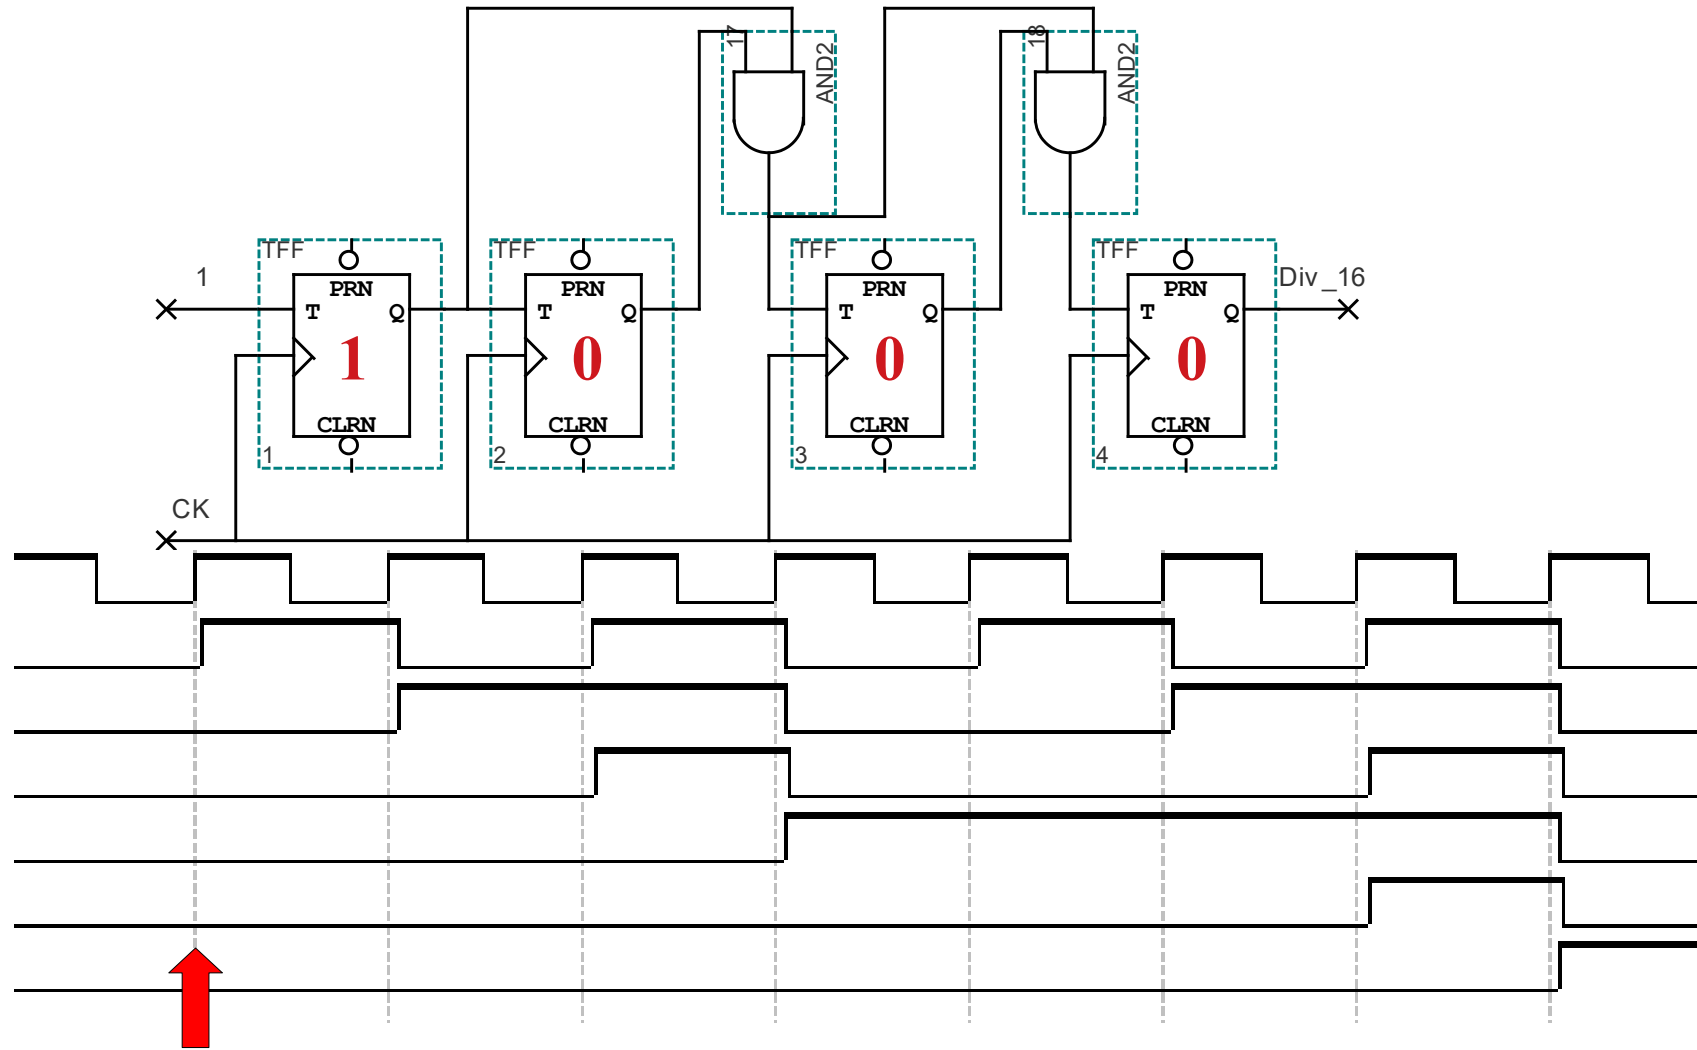 17
AND2
18
AND2
TFF
TFF
TFF
TFF
1
PRN
PRN
PRN
PRN
Div_16
T
Q
T
Q
T
Q
T
Q
1
0
0
0
CLRN
CLRN
CLRN
CLRN
1
2
3
4
CK